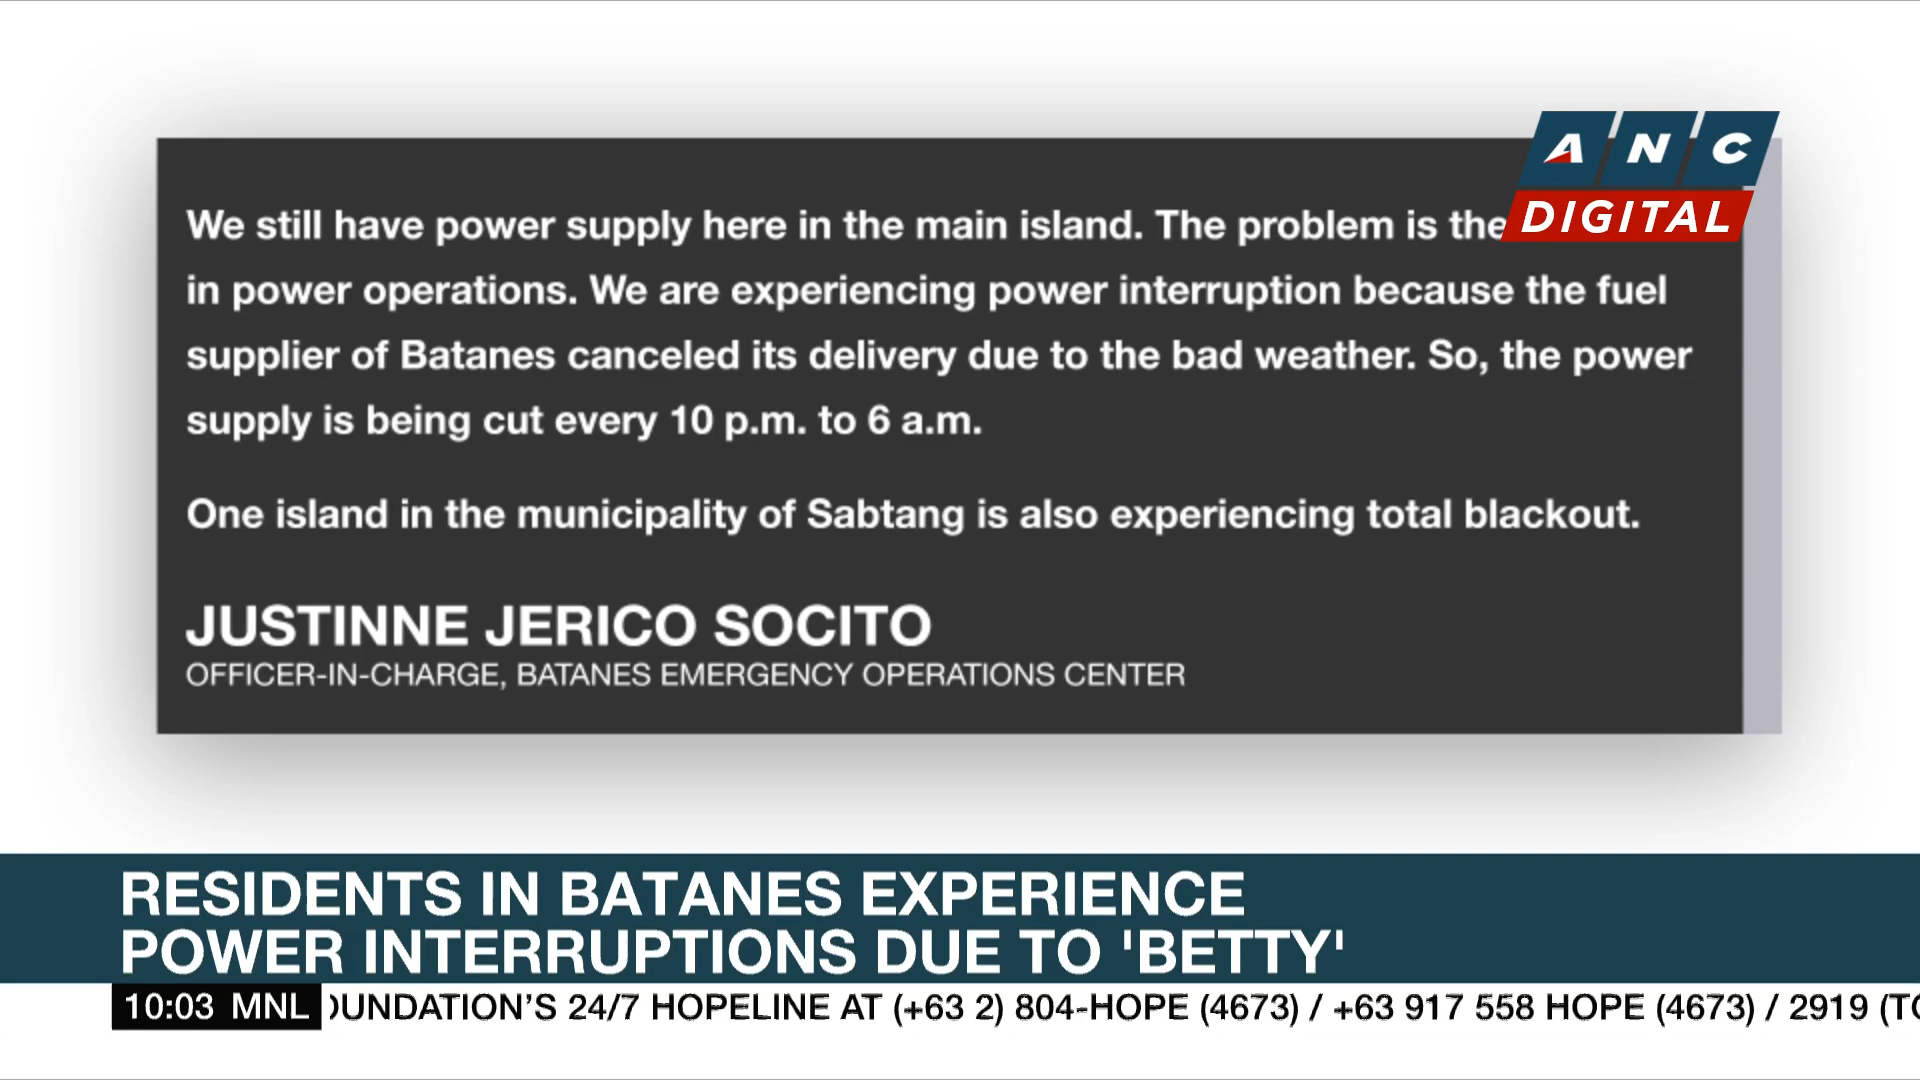 ANC
DIGITAL
We still have power supply here in the main island. The problem is the
in power operations. We are experiencing power interruption because the fuel
supplier of Batanes canceled its delivery due to the bad weather. So, the power
supply is being cut every 10 p.m. to 6 a.m.
One island in the municipality of Sabtang is also experiencing total blackout.
JUSTINNE JERICO SOCITO
OFFICER-IN-CHARGE, BATANES EMERGENCY OPERATIONS CENTER
RESIDENTS IN BATANES EXPERIENCE
POWER INTERRUPTIONS DUE TO 'BETTY'
10:03 MNL OUNDATION'S 24/7 HOPELINE AT (+63 2) 804-HOPE (4673) / +63 917 558 HOPE (4673) / 2919 (TO